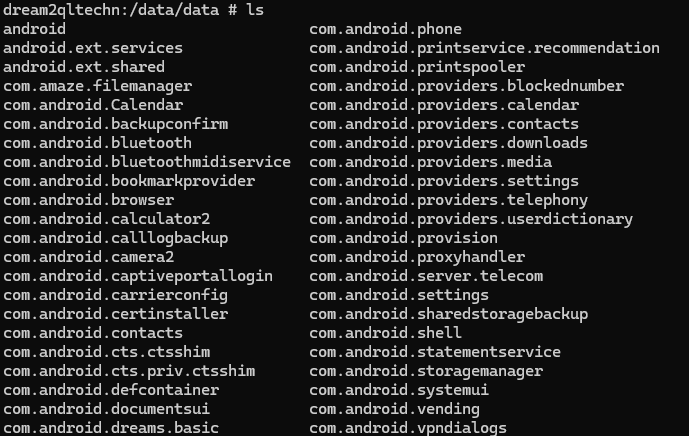 dream2qltechn:/data/data # ls
android com.android.phone
android.ext.services com.android.printservice.recommendation
android.ext.shared com.android.printspooler
com.amaze.filemanager com.android.providers.blockednumber
com.android.Calendar com.android.providers.calendar
com.android.backupconfirm com.android.providers.contacts
com.android.bluetooth com.android.providers.downloads
com.android.bluetoothmidiservice com.android.providers.media
com.android.bookmarkprovider com.android.providers.settings
com.android.browser com.android.providers.telephony
com.android.calculator2 com.android.providers.userdictionary
com.android.calllogbackup com.android.provision
com.android.camera2 com.android.proxyhandler
com.android.captiveportallogin com.android.server.telecom
com.android.carrierconfig com.android.settings
com.android.certinstaller com.android.sharedstoragebackup
com.android.contacts com.android.shell
com.android.cts.ctsshim com.android.statementservice
com.android.cts.priv.ctsshim com.android.storagemanager
com.android.defcontainer com.android.systemui
com.android.documentsui com.android.vending
com.android.dreams.basic com.android.vpndialogs